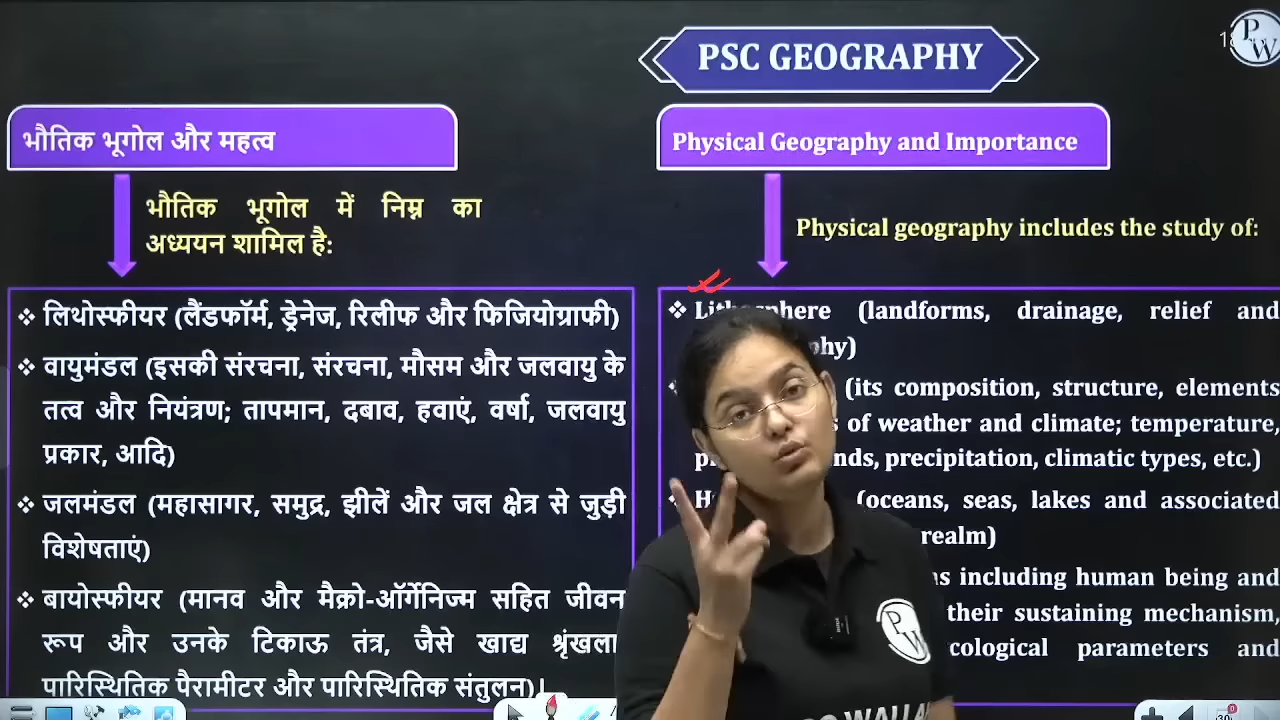 PSC GEOGRAPHY
PW
भौतिक भूगोल और महत्व
भौतिक भूगोल में निम्न का
अध्ययन शामिल है:
❖ लिथोस्फीयर (लैंडफॉर्म, ड्रेनेज, रिलीफ और फिजियोग्राफी)
❖ वायुमंडल (इसकी संरचना, संरचना, मौसम और जलवायु के
तत्व और नियंत्रण; तापमान, दबाव, हवाएं, वर्षा, जलवायु
प्रकार, आदि)
❖ जलमंडल (महासागर, समुद्र, झीलें और जल क्षेत्र से जुड़ी
विशेषताएं)
❖ बायोस्फीयर (मानव और मैक्रो-ऑर्गेनिज्म सहित जीवन
रूप और उनके टिकाऊ तंत्र, जैसे खाद्य श्रृंखला
पारिस्थितिक पैरामीटर और पारिस्थितिक संतुलन)।
Physical Geography and Importance
Physical geography includes the study of:
❖ Lithosphere (landforms, drainage, relief and
(its composition, structure, elements
of weather and climate; temperature,
precipitation, climatic types, etc.)
(oceans, seas, lakes and associated
realm)
including human being and
their sustaining mechanism,
parameters and
PW